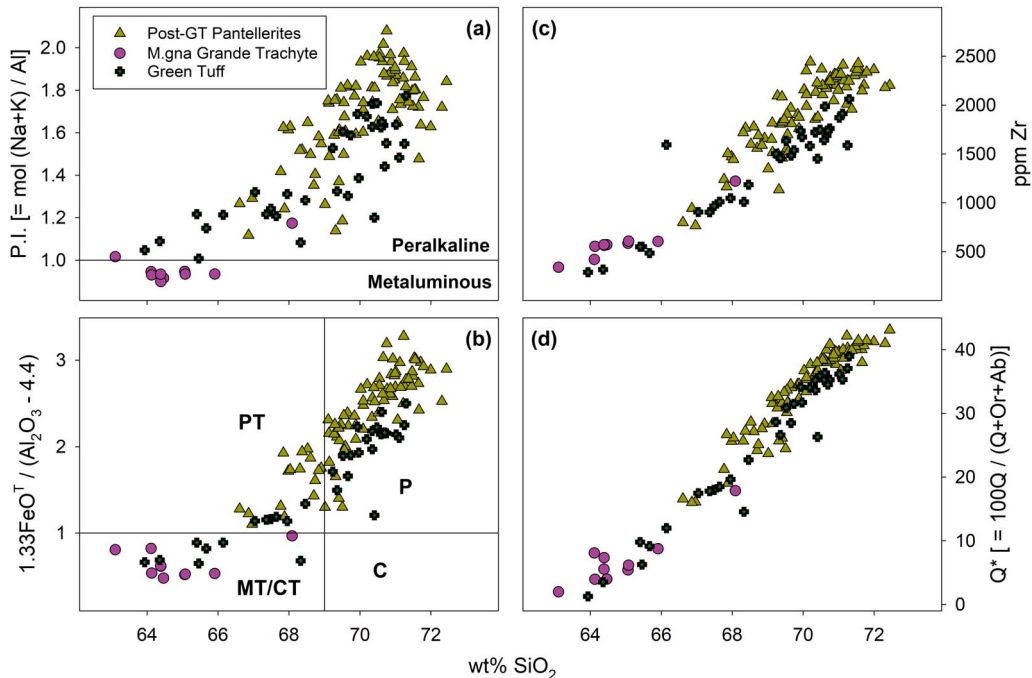 Post-GT Pantellerites
M.gna Grande Trachyte
Green Tuff
(a)
P.I. [= mol (Na+K) / Al]
2.0
1.8
1.6
1.4
1.2
1.0
Peralkaline
Metaluminous
(c)
2500
2000
1500
1000
500
ppm Zr
(b)
1.33FeOᵀ / (Al₂O₃ - 4.4)
3
2
1
PT
P
MT/CT
C
64 66 68 70 72
(d)
40
30
20
10
0
Q* [ = 100Q / (Q+Or+Ab)]
64 66 68 70 72
wt% SiO₂